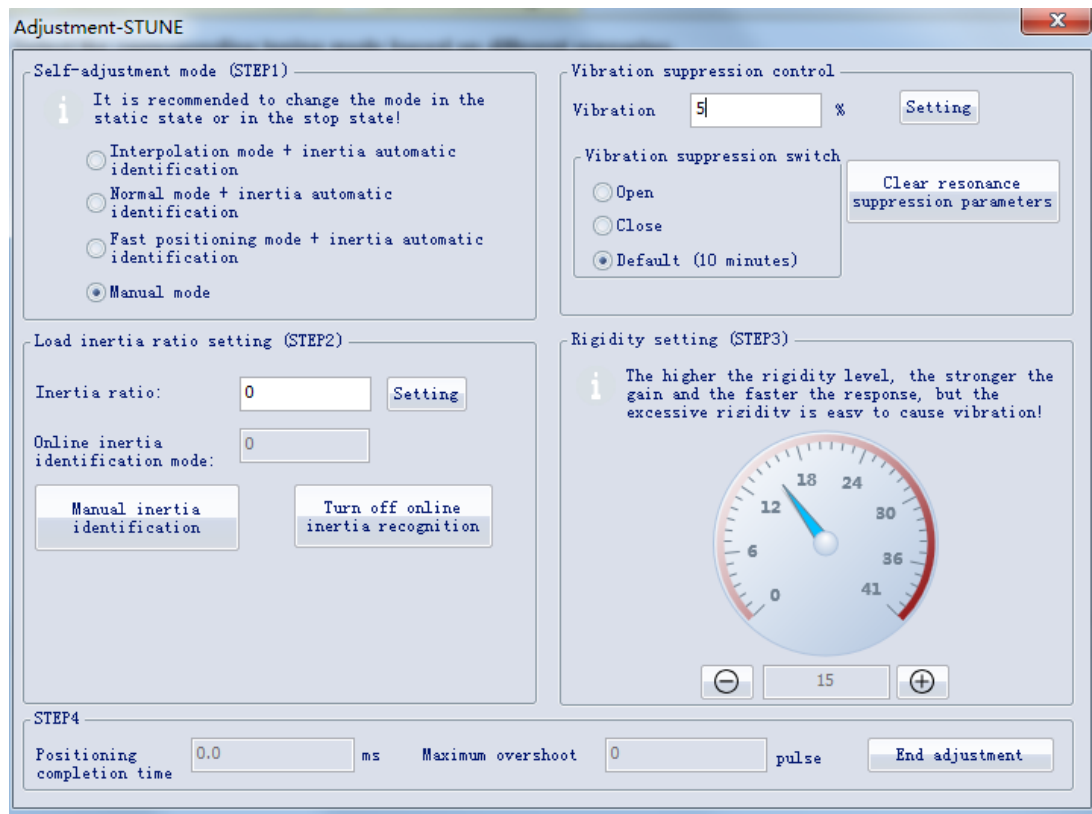 Adjustment-STUNE
Self-adjustment mode (STEP1)
It is recommended to change the mode in the
static state or in the stop state!
Interpolation mode + inertia automatic
identification
Normal mode + inertia automatic
identification
Fast positioning mode + inertia automatic
identification
Manual mode
Vibration suppression control
Vibration 5 % Setting
Vibration suppression switch
Open
Close
Default (10 minutes)
Clear resonance
suppression parameters
Load inertia ratio setting (STEP2)
Inertia ratio: 0 Setting
Online inertia
identification mode:
0
Manual inertia
identification
Turn off online
inertia recognition
Rigidity setting (STEP3)
The higher the rigidity level, the stronger the
gain and the faster the response, but the
excessive rigidity is easy to cause vibration!
0
6
12
18
24
30
36
41
15
STEP4
Positioning
completion time
0.0 ms
Maximum overshoot 0 pulse
End adjustment